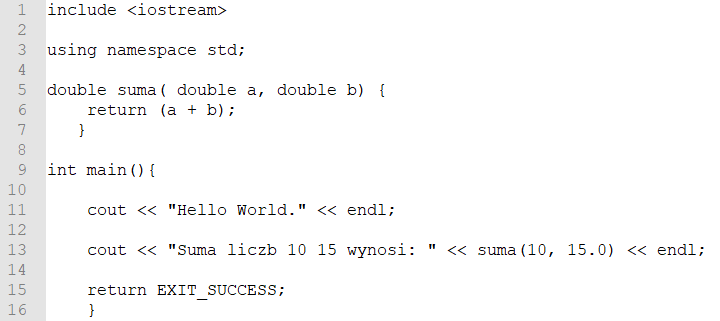 1 include <iostream>
2
3 using namespace std;
4
5 double suma( double a, double b) {
6 return (a + b);
7 }
8
9 int main(){
10
11 cout << "Hello World." << endl;
12
13 cout << "Suma liczb 10 15 wynosi: " << suma(10, 15.0) << endl;
14
15 return EXIT_SUCCESS;
16 }